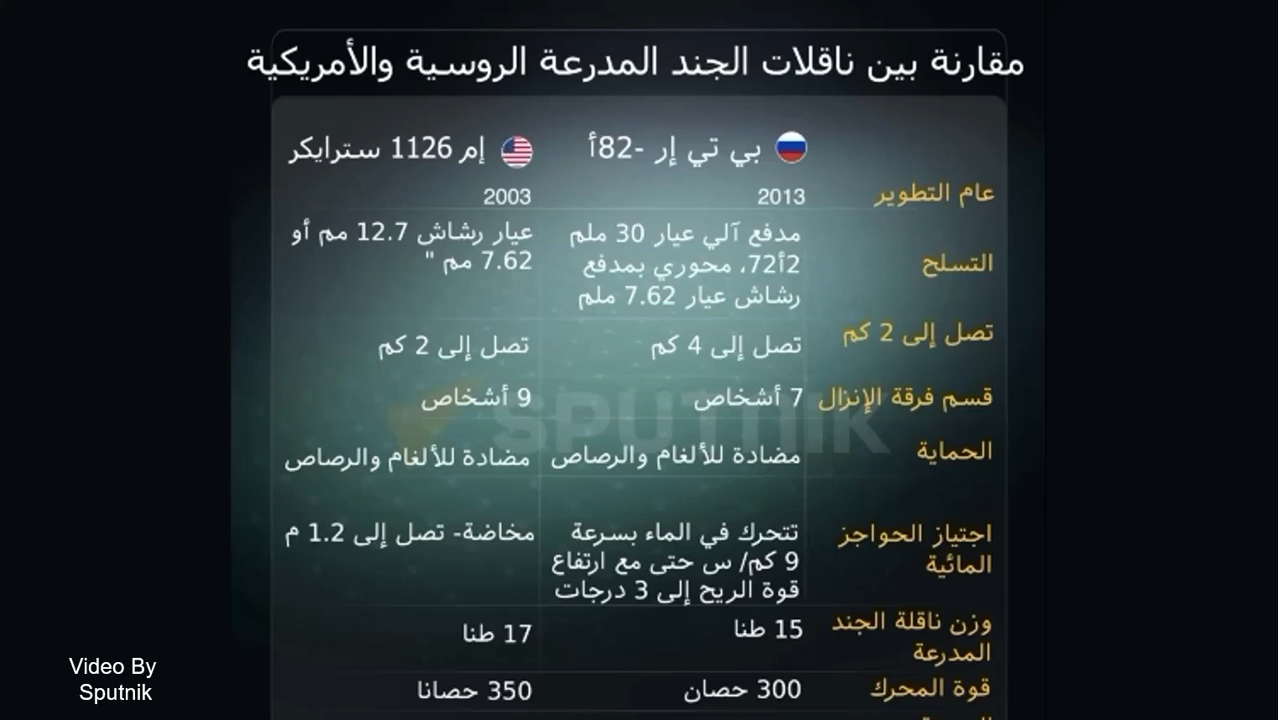 مقارنة بين ناقلات الجند المدرعة الروسية والأمريكية
بي تي إر -82أ
إم 1126 سترايكر
عام التطوير
2013
2003
التسلح
مدفع آلي عيار 30 ملم
2أ72، محوري بمدفع
رشاش عيار 7.62 ملم
عيار رشاش 12.7 مم أو
7.62 مم "
تصل إلى 2 كم
تصل إلى 4 كم
تصل إلى 2 كم
قسم فرقة الإنزال
7 أشخاص
9 أشخاص
SPUTNIK
الحماية
مضادة للألغام والرصاص
مضادة للألغام والرصاص
اجتياز الحواجز
المائية
تتحرك في الماء بسرعة
9 كم/ س حتى مع ارتفاع
قوة الريح إلى 3 درجات
مخاضة- تصل إلى 1.2 م
وزن ناقلة الجند
المدرعة
15 طنا
17 طنا
قوة المحرك
300 حصان
350 حصانا
Video By
Sputnik